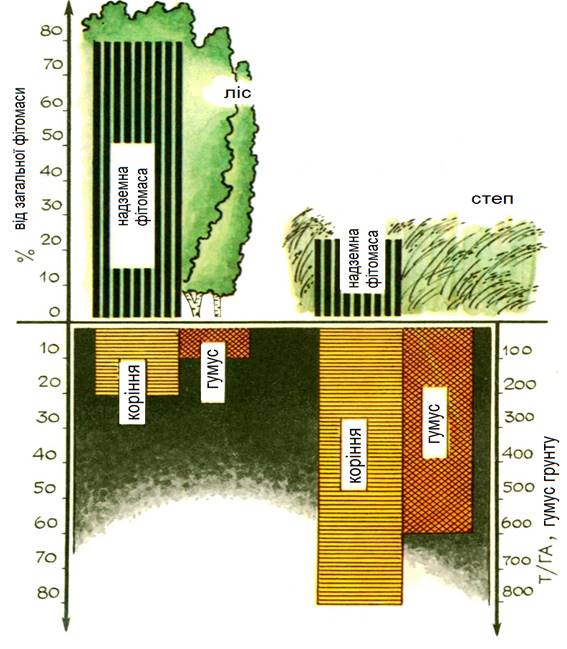 80
70
60
50
40
30
20
10
0
% від загальної фітомаси
надземна
фітомаса
ліс
степ
надземна
фітомаса
10
20
30
40
50
60
70
80
коріння
гумус
коріння
гумус
100
200
300
400
500
600
700
800
Т/ГА, гумус грунту